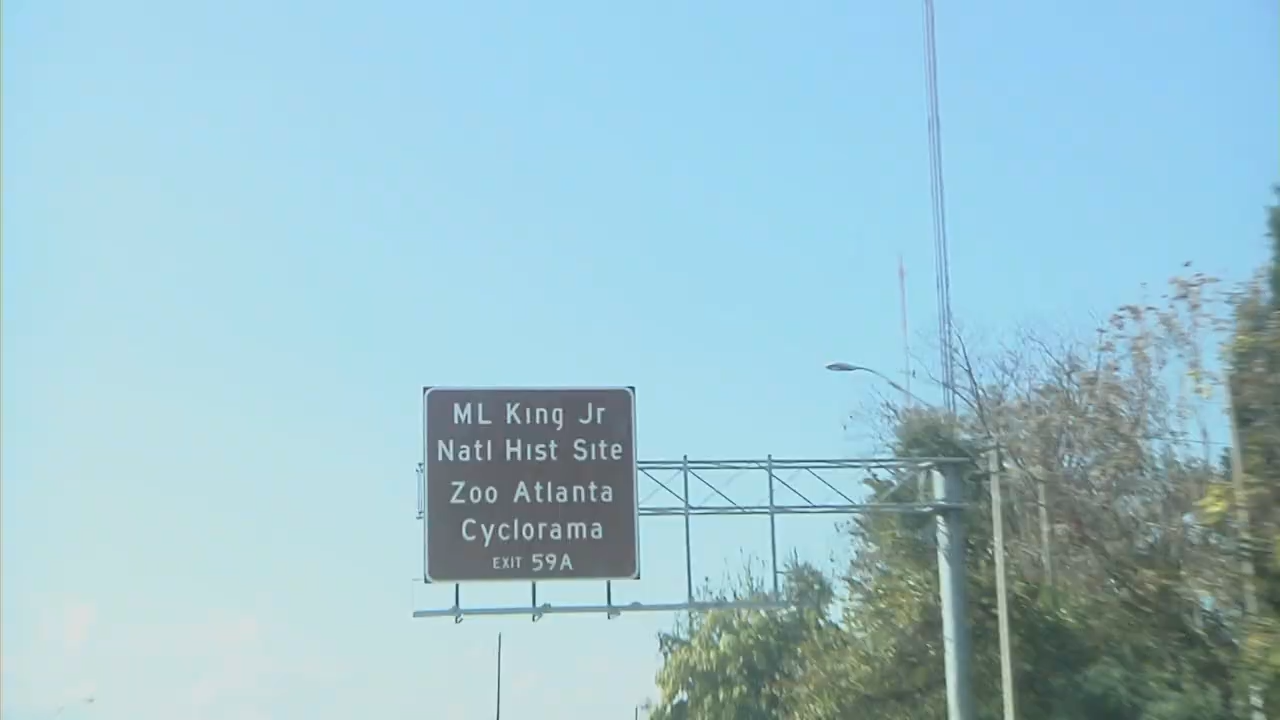 ML King Jr
Natl Hist Site
Zoo Atlanta
Cyclorama
EXIT 59A